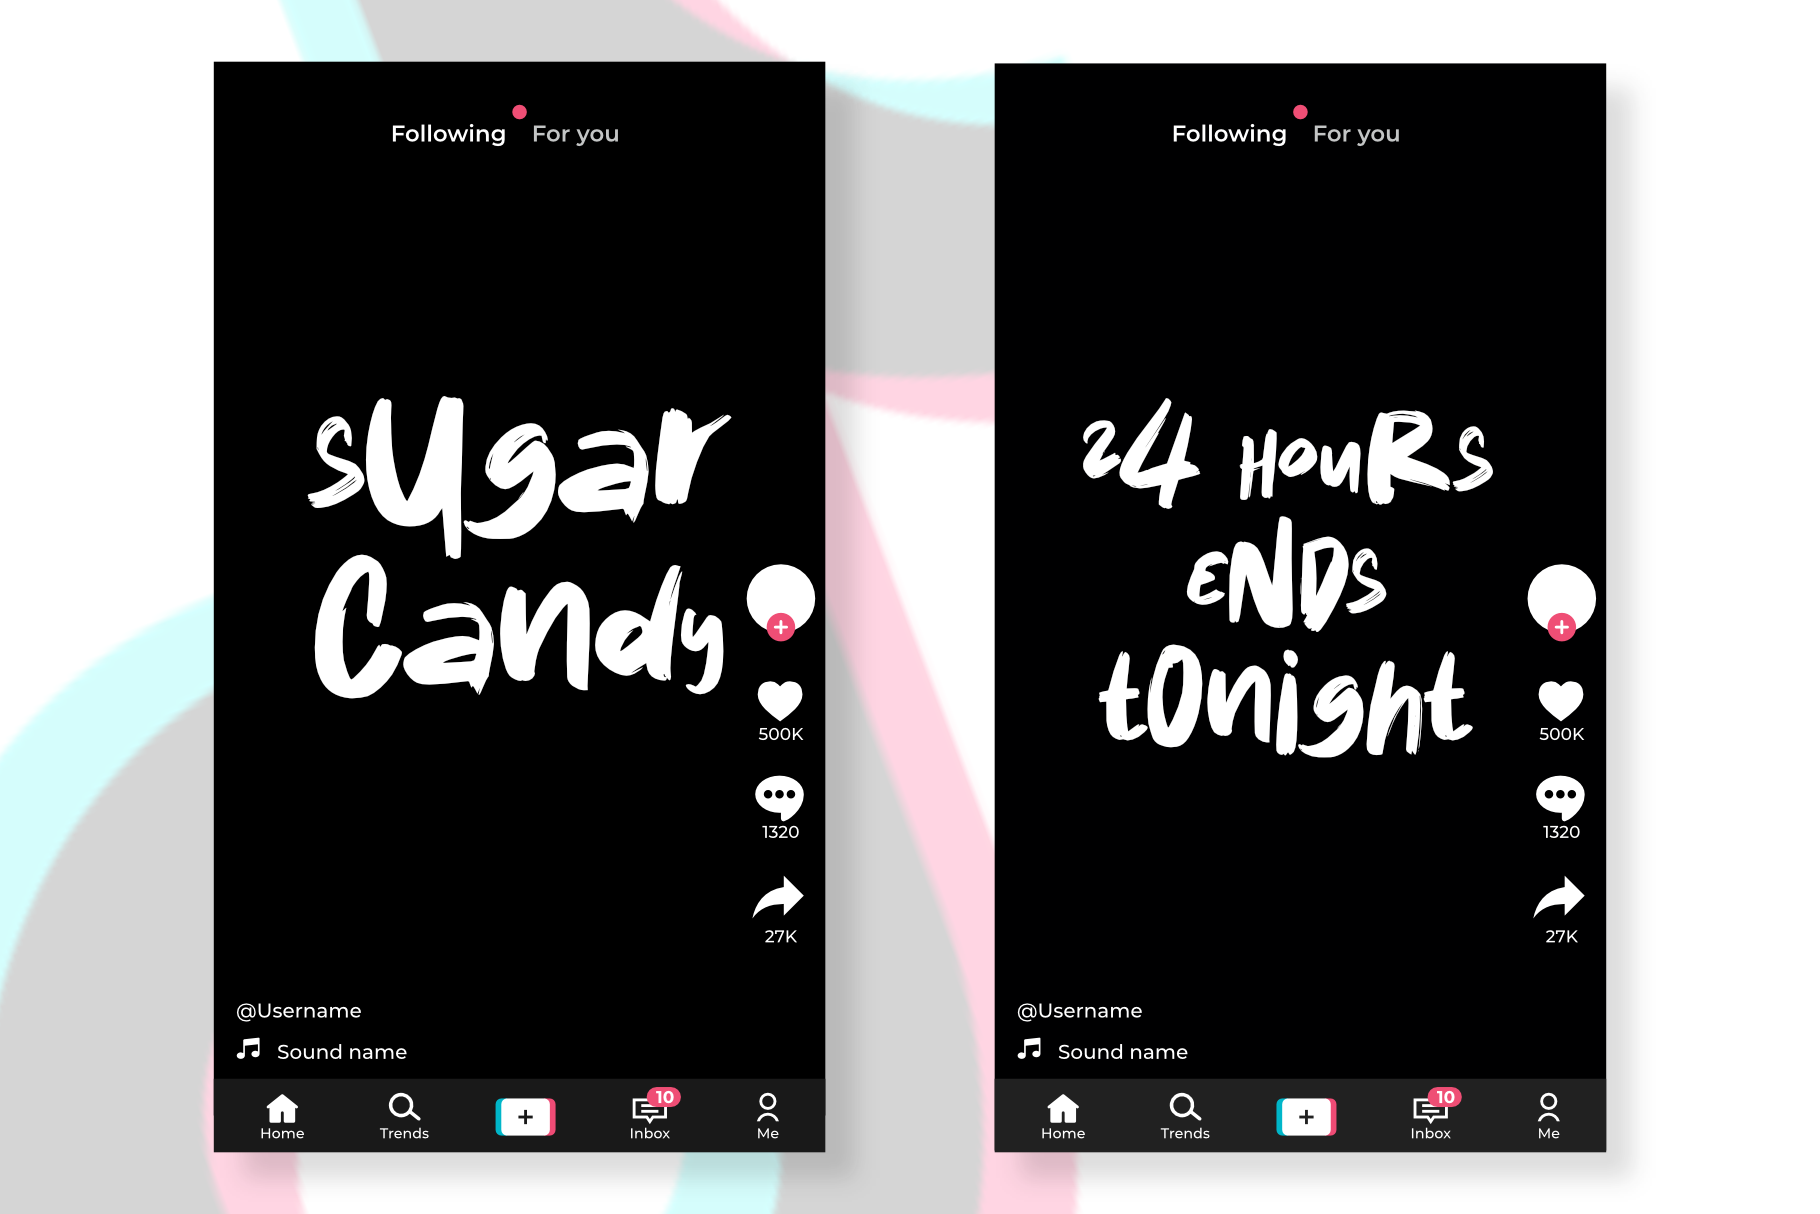 Following For you
sUgar
Candy
500K
1320
27K
@Username
Sound name
Home Trends Inbox 10 Me
Following For you
24 HouRS
ENDS
tOnight
500K
1320
27K
@Username
Sound name
Home Trends Inbox 10 Me